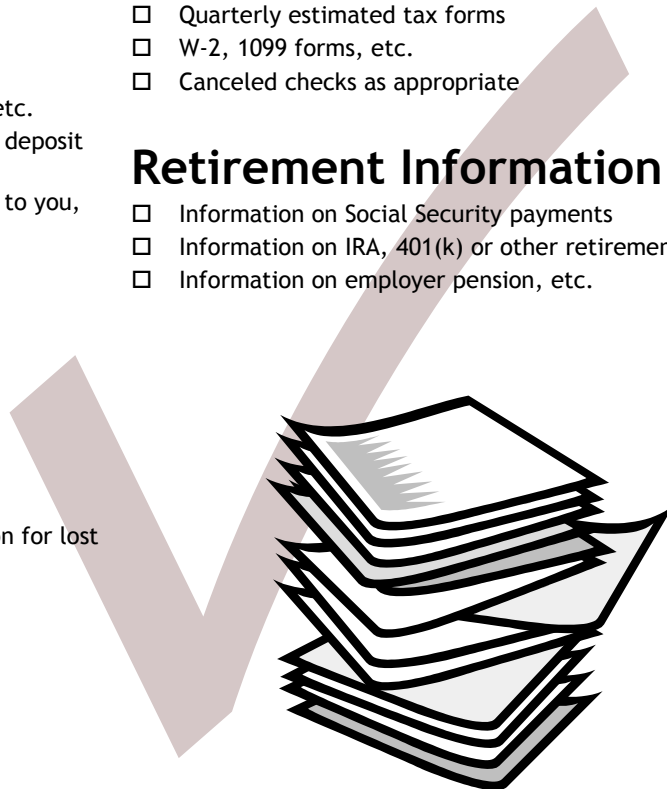 etc.
deposit
to you,
on for lost
☐ Quarterly estimated tax forms
☐ W-2, 1099 forms, etc.
☐ Canceled checks as appropriate
Retirement Information
☐ Information on Social Security payments
☐ Information on IRA, 401(k) or other retiremen
☐ Information on employer pension, etc.